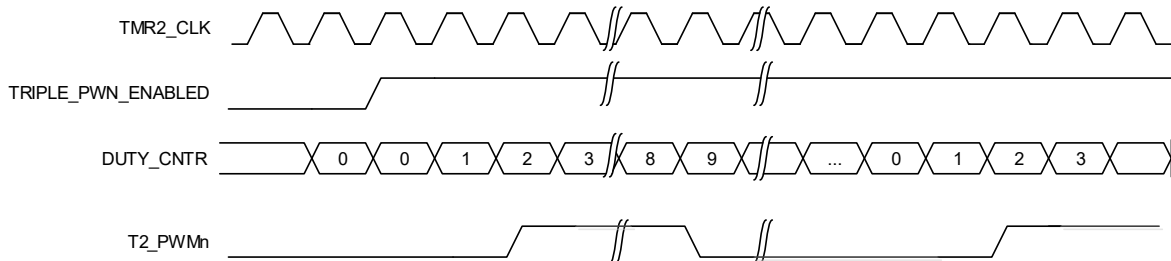 TMR2_CLK
TRIPLE_PWN_ENABLED
DUTY_CNTR 0 0 1 2 3 8 9 ... 0 1 2 3
T2_PWMn